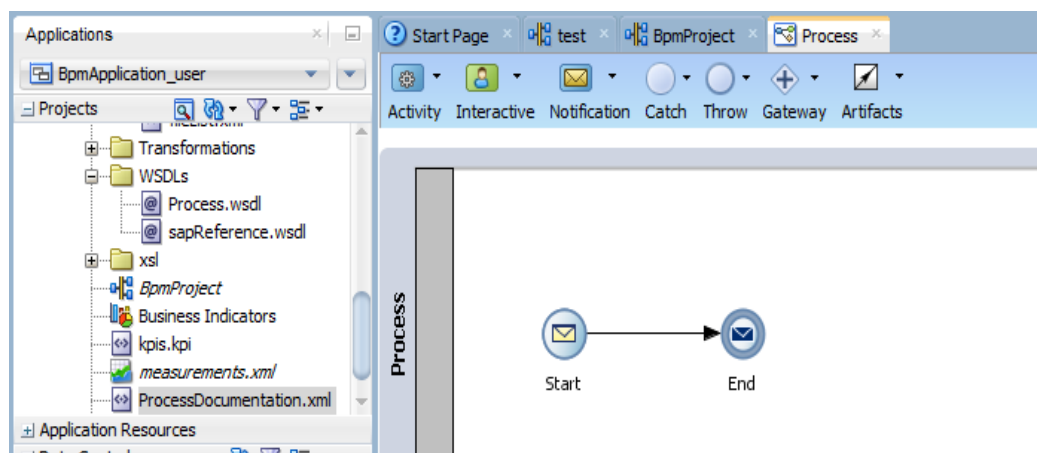 Applications
BpmApplication_user
Projects
Transformations
WSDLs
Process.wsdl
sapReference.wsdl
xsl
BpmProject
Business Indicators
kpis.kpi
measurements.xml
ProcessDocumentation.xml
Application Resources
Start Page test BpmProject Process
Activity Interactive Notification Catch Throw Gateway Artifacts
Process
Start End